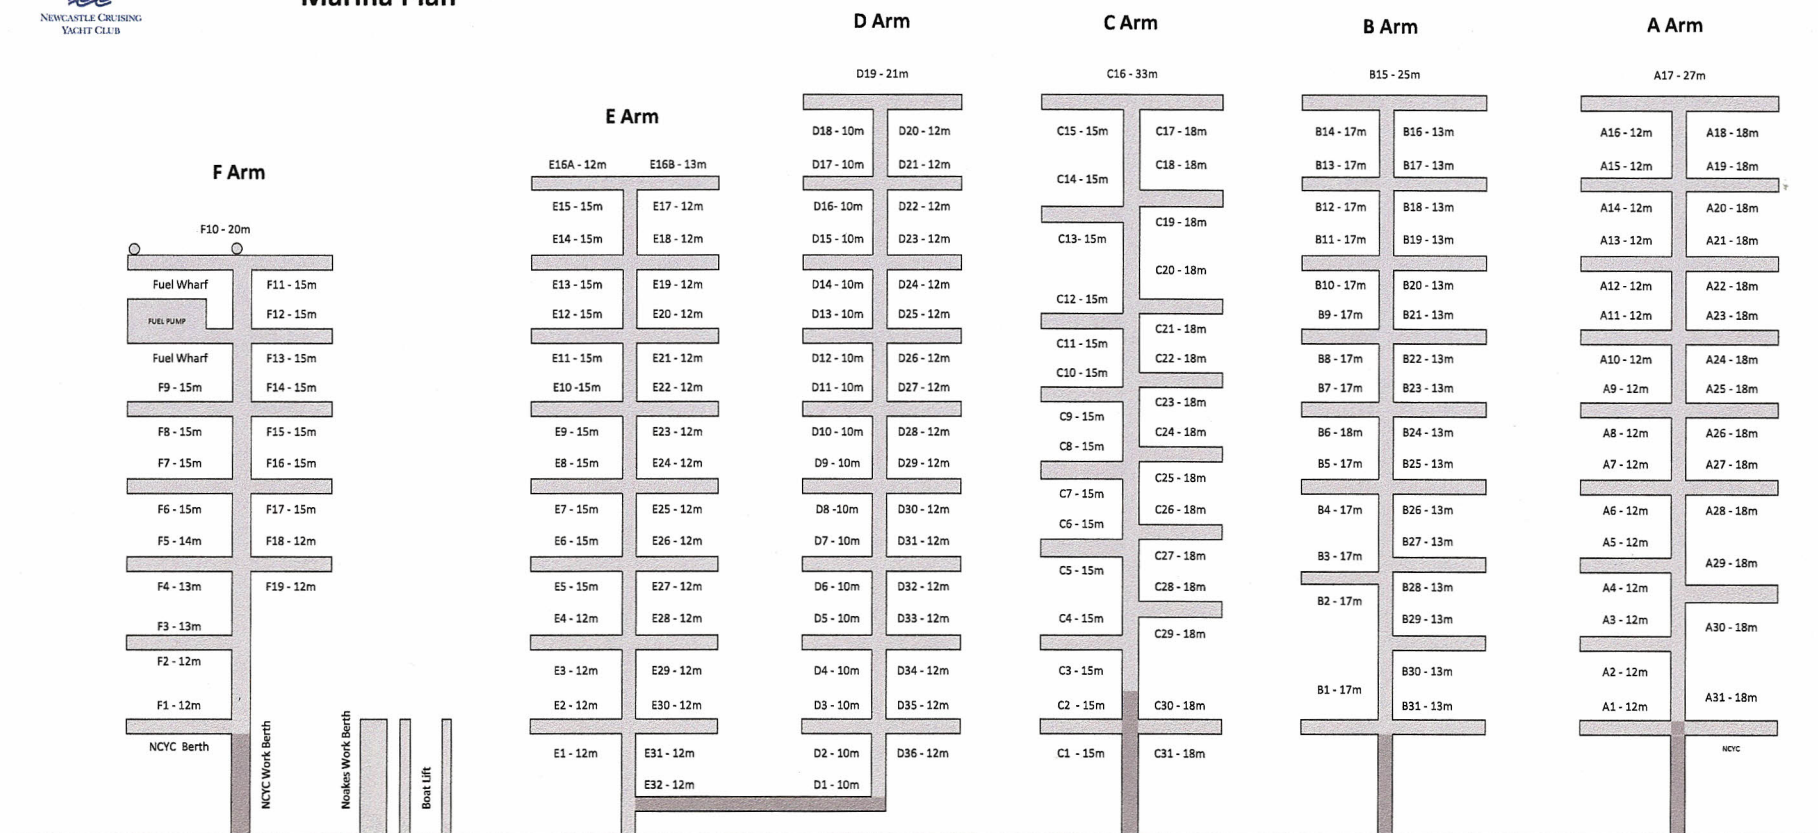 NEWCASTLE CRUISING
YACHT CLUB
Marina Plan
F Arm
F10 - 20m
Fuel Wharf
F11 - 15m
F12 - 15m
FUEL PUMP
Fuel Wharf
F13 - 15m
F9 - 15m
F14 - 15m
F8 - 15m
F15 - 15m
F7 - 15m
F16 - 15m
F6 - 15m
F17 - 15m
F5 - 14m
F18 - 12m
F4 - 13m
F19 - 12m
F3 - 13m
F2 - 12m
F1 - 12m
NCYC Berth
NCYC Work Berth
Noakes Work Berth
Boat Lift
E Arm
E16A - 12m
E16B - 13m
E15 - 15m
E17 - 12m
E14 - 15m
E18 - 12m
E13 - 15m
E19 - 12m
E12 - 15m
E20 - 12m
E11 - 15m
E21 - 12m
E10 -15m
E22 - 12m
E9 - 15m
E23 - 12m
E8 - 15m
E24 - 12m
E7 - 15m
E25 - 12m
E6 - 15m
E26 - 12m
E5 - 15m
E27 - 12m
E4 - 12m
E28 - 12m
E3 - 12m
E29 - 12m
E2 - 12m
E30 - 12m
E1 - 12m
E31 - 12m
E32 - 12m
D Arm
D19 - 21m
D18 - 10m
D20 - 12m
D17 - 10m
D21 - 12m
D16- 10m
D22 - 12m
D15 - 10m
D23 - 12m
D14 - 10m
D24 - 12m
D13 - 10m
D25 - 12m
D12 - 10m
D26 - 12m
D11 - 10m
D27 - 12m
D10 - 10m
D28 - 12m
D9 - 10m
D29 - 12m
D8 -10m
D30 - 12m
D7 - 10m
D31 - 12m
D6 - 10m
D32 - 12m
D5 - 10m
D33 - 12m
D4 - 10m
D34 - 12m
D3 - 10m
D35 - 12m
D2 - 10m
D36 - 12m
D1 - 10m
C Arm
C16 - 33m
C15 - 15m
C17 - 18m
C18 - 18m
C14 - 15m
C19 - 18m
C13- 15m
C20 - 18m
C12 - 15m
C21 - 18m
C11 - 15m
C22 - 18m
C10 - 15m
C23 - 18m
C9 - 15m
C24 - 18m
C8 - 15m
C25 - 18m
C7 - 15m
C26 - 18m
C6 - 15m
C27 - 18m
C5 - 15m
C28 - 18m
C4 - 15m
C29 - 18m
C3 - 15m
C2 - 15m
C30 - 18m
C1 - 15m
C31 - 18m
B Arm
B15 - 25m
B14 - 17m
B16 - 13m
B13 - 17m
B17 - 13m
B12 - 17m
B18 - 13m
B11 - 17m
B19 - 13m
B10 - 17m
B20 - 13m
B9 - 17m
B21 - 13m
B8 - 17m
B22 - 13m
B7 - 17m
B23 - 13m
B6 - 18m
B24 - 13m
B5 - 17m
B25 - 13m
B4 - 17m
B26 - 13m
B27 - 13m
B3 - 17m
B28 - 13m
B2 - 17m
B29 - 13m
B30 - 13m
B1 - 17m
B31 - 13m
A Arm
A17 - 27m
A16 - 12m
A18 - 18m
A15 - 12m
A19 - 18m
A14 - 12m
A20 - 18m
A13 - 12m
A21 - 18m
A12 - 12m
A22 - 18m
A11 - 12m
A23 - 18m
A10 - 12m
A24 - 18m
A9 - 12m
A25 - 18m
A8 - 12m
A26 - 18m
A7 - 12m
A27 - 18m
A6 - 12m
A28 - 18m
A5 - 12m
A29 - 18m
A4 - 12m
A3 - 12m
A30 - 18m
A2 - 12m
A31 - 18m
A1 - 12m
NCYC